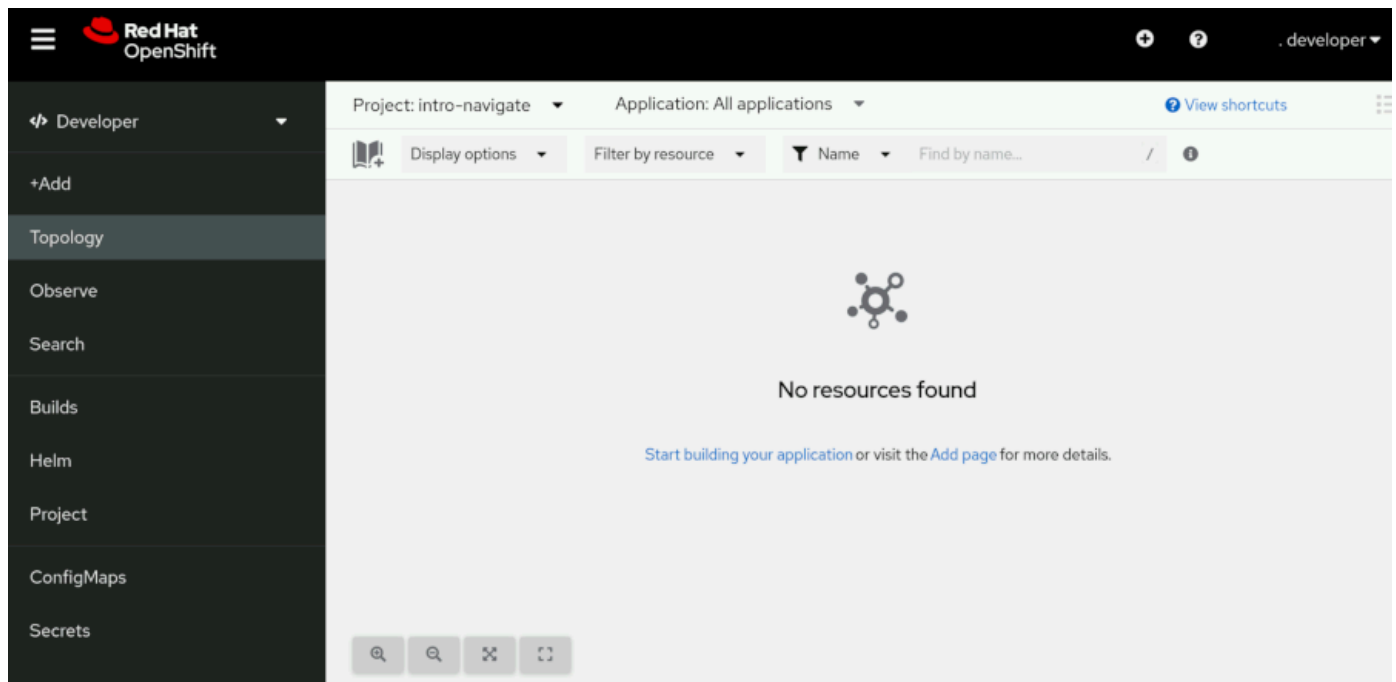 Red Hat
OpenShift
. developer
</> Developer
+Add
Topology
Observe
Search
Builds
Helm
Project
ConfigMaps
Secrets
Project: intro-navigate
Application: All applications
View shortcuts
Display options
Filter by resource
Name
Find by name...
/
No resources found
Start building your application or visit the Add page for more details.